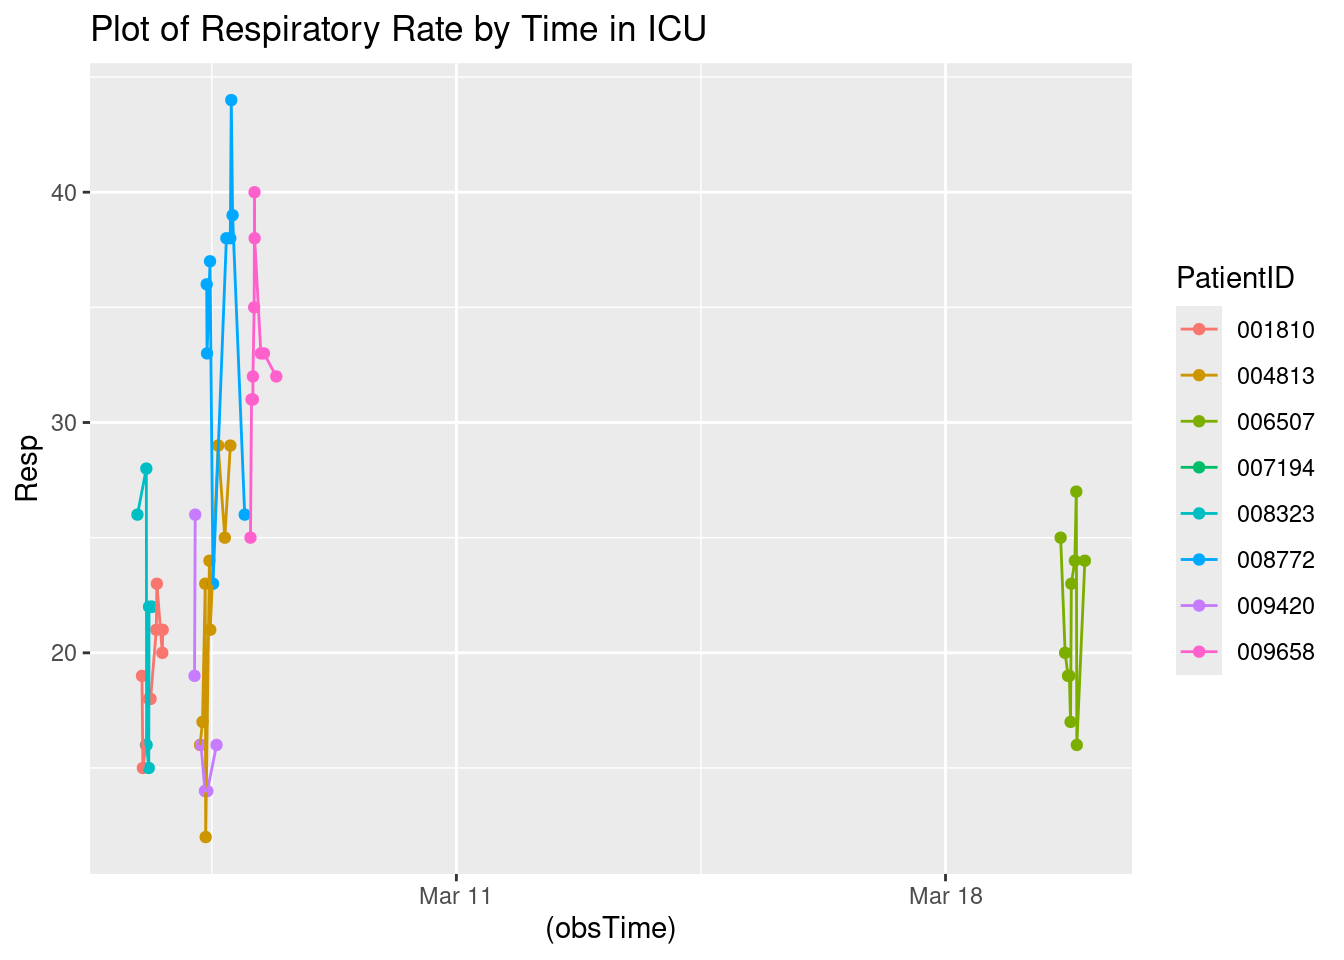 Plot of Respiratory Rate by Time in ICU
Resp
40
30
20
Mar 11
Mar 18
(obsTime)
PatientID
001810
004813
006507
007194
008323
008772
009420
009658